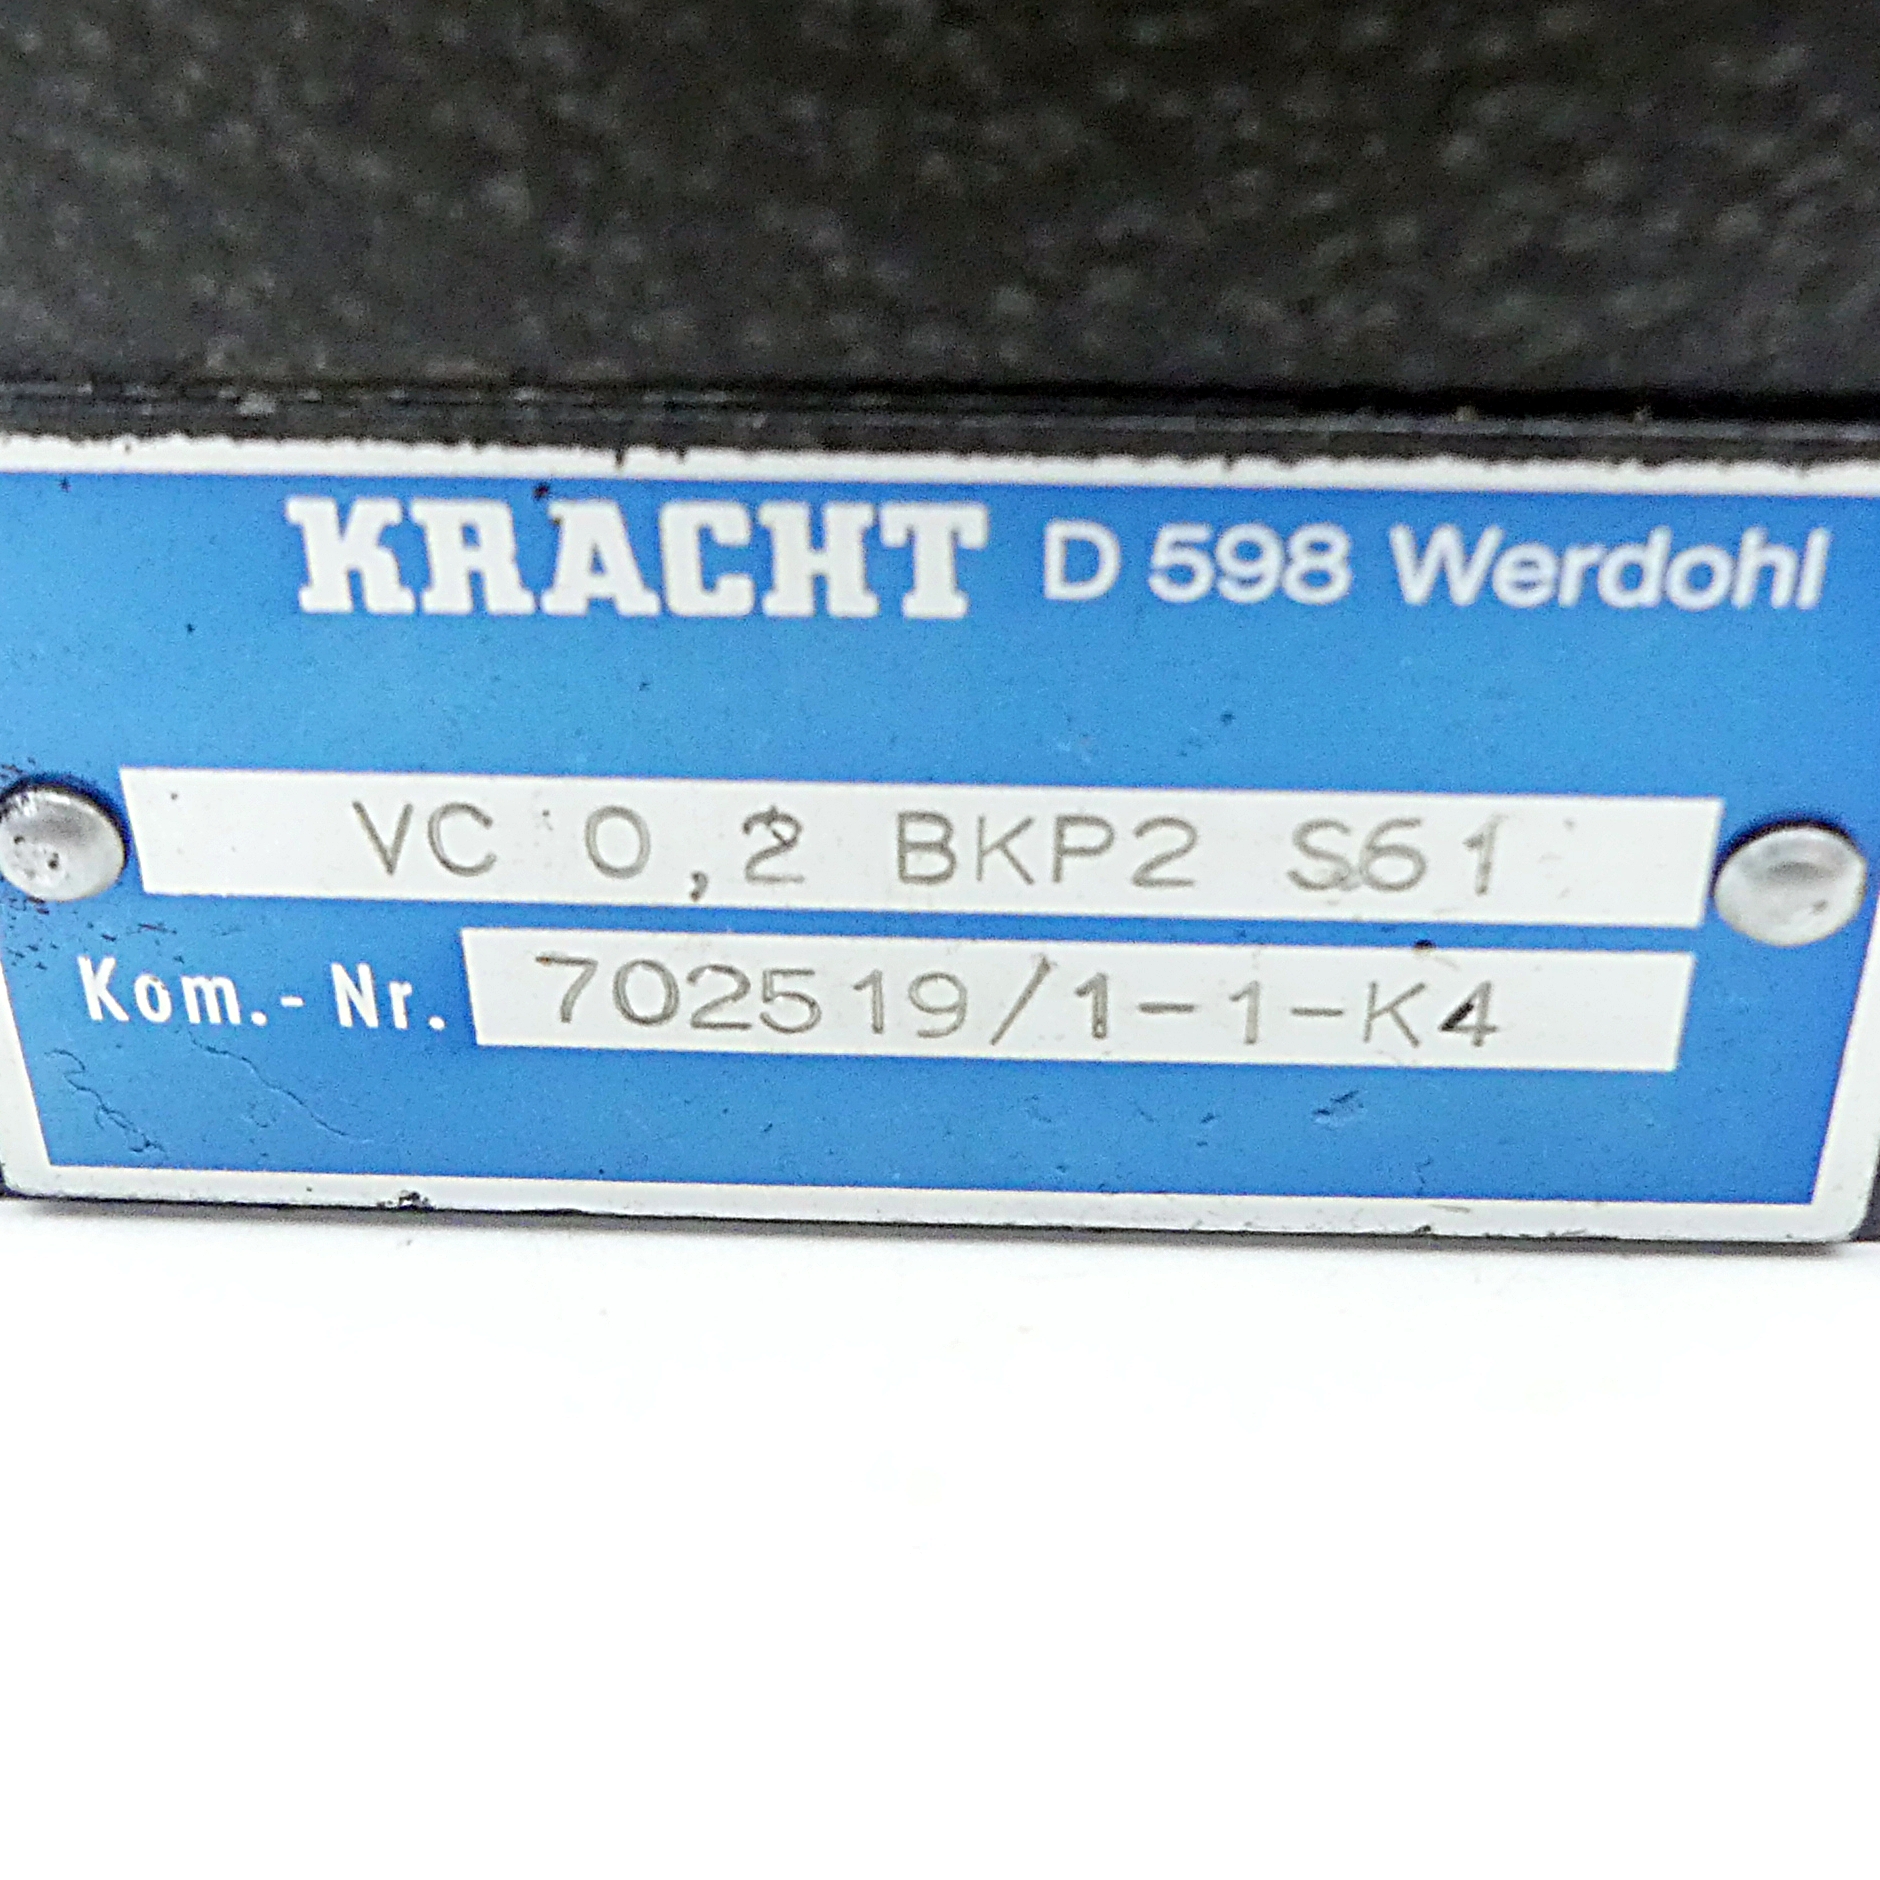 KRACHT D 598 Werdohl
VC 0,2 BKP2 S61
Kom.-Nr. 702519/1-1-K4